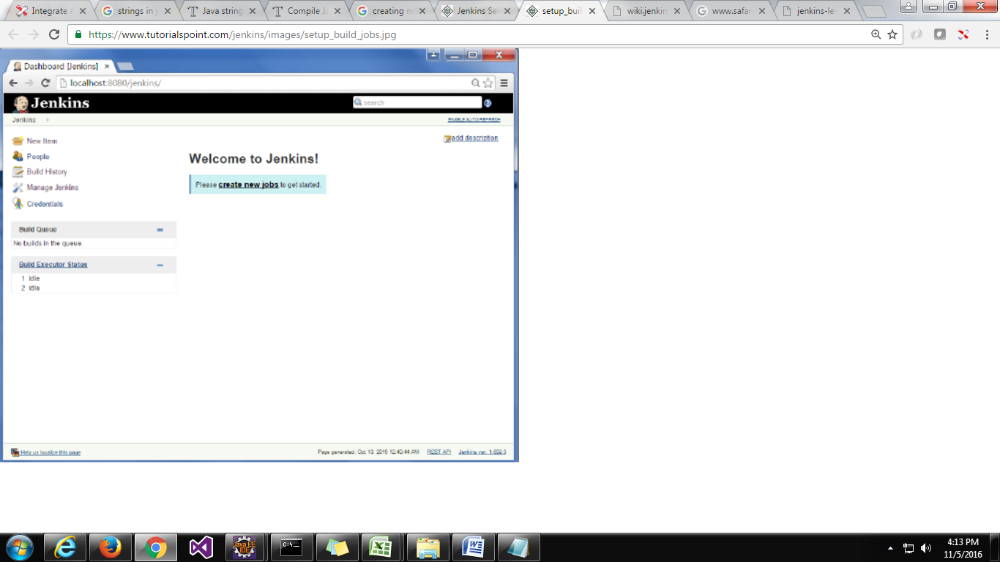 Integrate A
strings in j
Java string
Compile Ja
creating ne
Jenkins Se
setup_buil
wiki.jenkin
www.safar
jenkins-le-
https://www.tutorialspoint.com/jenkins/images/setup_build_jobs.jpg
Dashboard [Jenkins]
localhost:8080/jenkins/
Jenkins
search
Jenkins
ENABLE AUTO REFRESH
New Item
add description
People
Build History
Manage Jenkins
Credentials
Welcome to Jenkins!
Please create new jobs to get started.
Build Queue
No builds in the queue.
Build Executor Status
1 Idle
2 Idle
Help us localize this page
Page generated: Oct 10, 2015 12:40:44 AM
REST API
Jenkins ver. 1.609.3
Java EE
IDE
C:\_
4:13 PM
11/5/2016